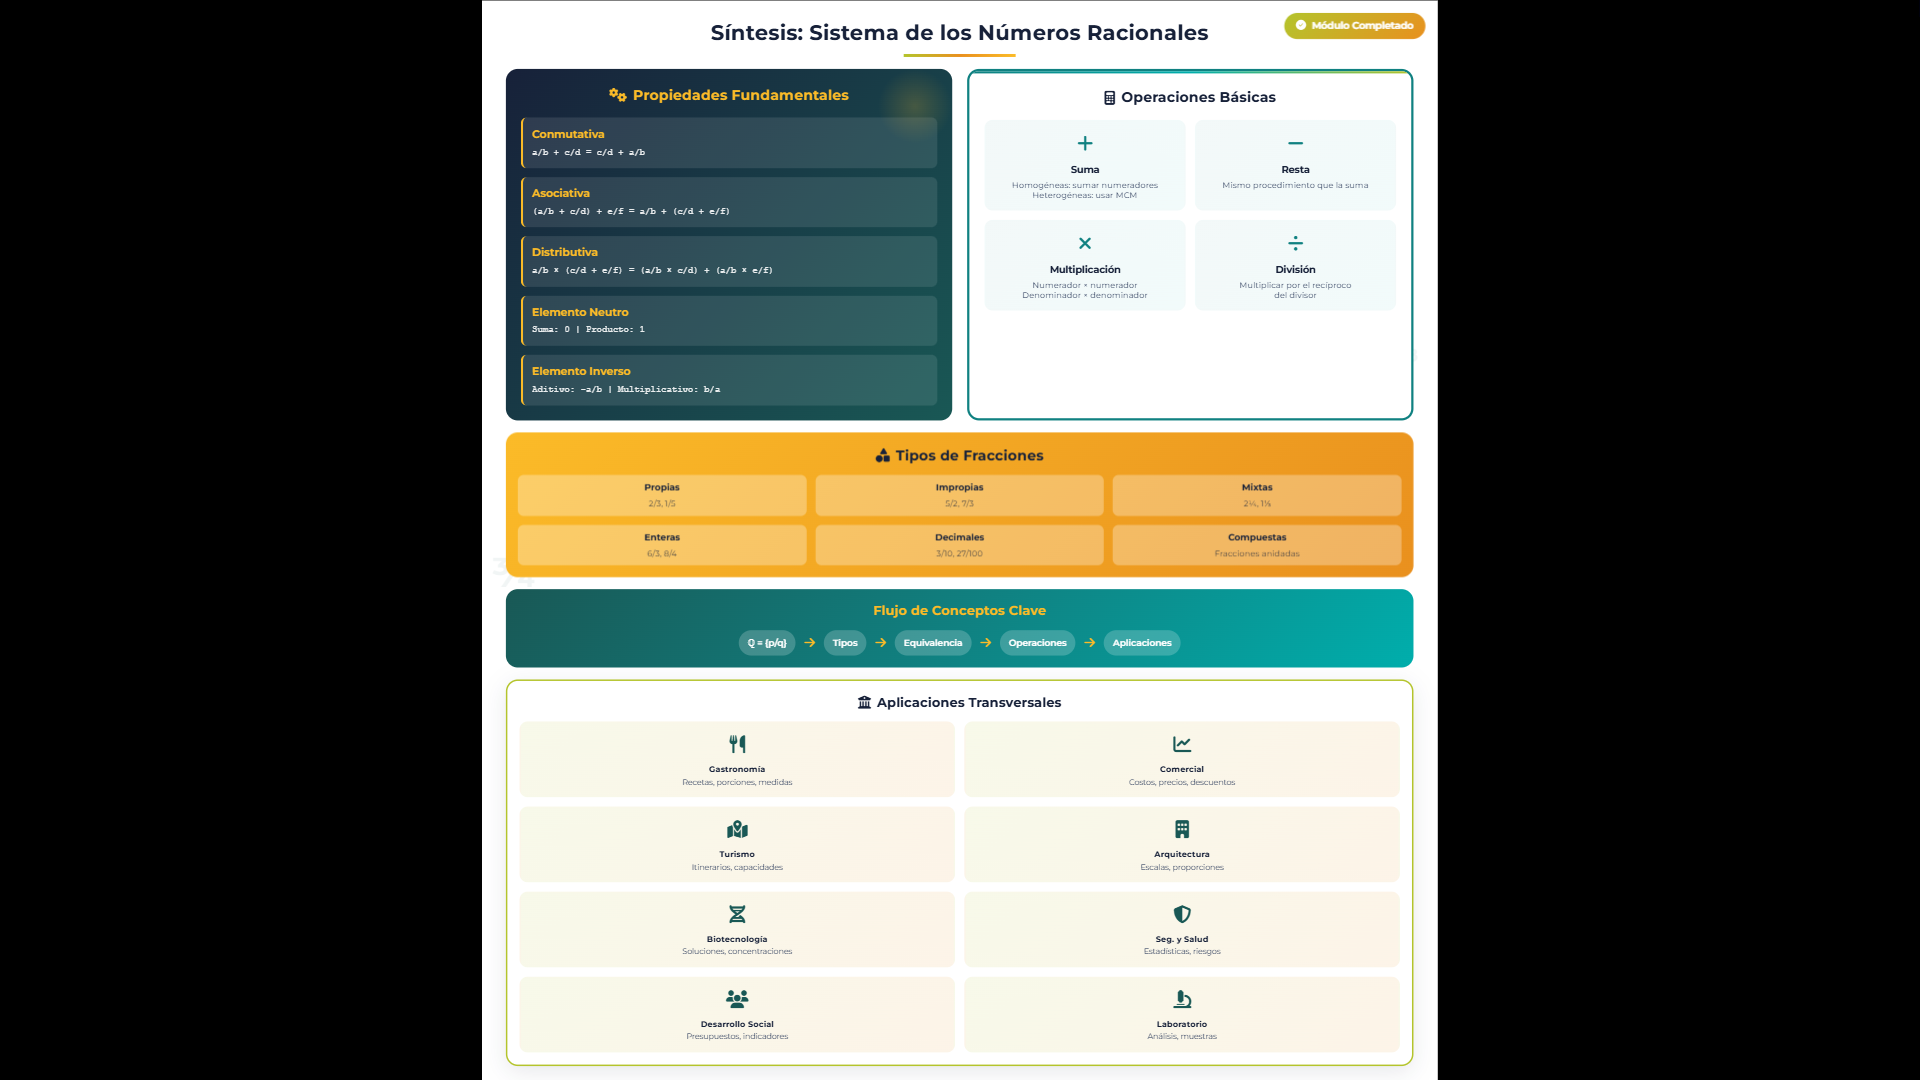 Síntesis: Sistema de los Números Racionales
Módulo Completado
Propiedades Fundamentales
Conmutativa
a/b + c/d = c/d + a/b
Asociativa
(a/b + c/d) + e/f = a/b + (c/d + e/f)
Distributiva
a/b × (c/d + e/f) = (a/b × c/d) + (a/b × e/f)
Elemento Neutro
Suma: 0 | Producto: 1
Elemento Inverso
Aditivo: -a/b | Multiplicativo: b/a
Operaciones Básicas
Suma
Homogéneas: sumar numeradores
Heterogéneas: usar MCM
Resta
Mismo procedimiento que la suma
Multiplicación
Numerador × numerador
Denominador × denominador
División
Multiplicar por el recíproco
del divisor
Tipos de Fracciones
Propias
2/3, 1/5
Impropias
5/2, 7/3
Mixtas
Enteras
6/3, 8/4
Decimales
3/10, 27/100
Compuestas
Fracciones anidadas
3/4
Flujo de Conceptos Clave
ℚ = {p/q} → Tipos → Equivalencia → Operaciones → Aplicaciones
Aplicaciones Transversales
Gastronomía
Recetas, porciones, medidas
Comercial
Costos, precios, descuentos
Turismo
Itinerarios, capacidades
Arquitectura
Escalas, proporciones
Biotecnología
Soluciones, concentraciones
Seg. y Salud
Estadísticas, riesgos
Desarrollo Social
Presupuestos, indicadores
Laboratorio
Análisis, muestras